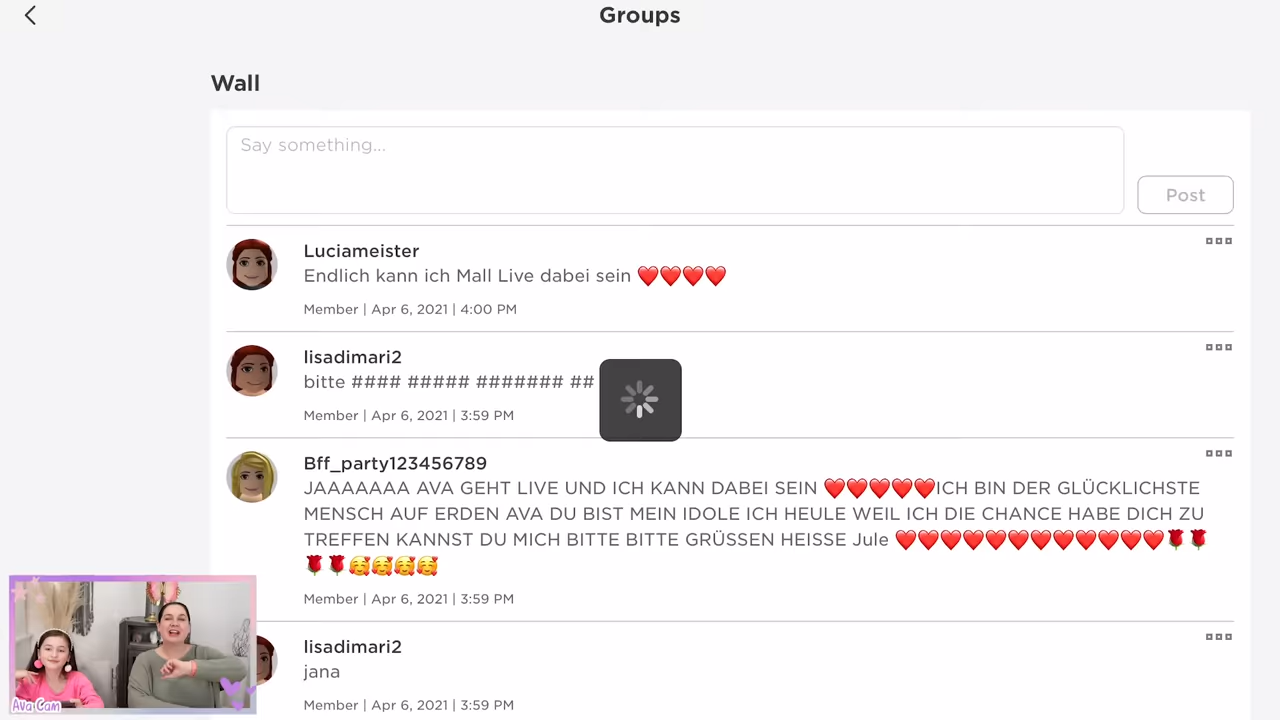 Groups
Wall
Say something...
Post
Luciameister
Endlich kann ich Mall Live dabei sein ❤️❤️❤️❤️
Member | Apr 6, 2021 | 4:00 PM
lisadimari2
bitte #### ##### ####### ##
Member | Apr 6, 2021 | 3:59 PM
Bff_party123456789
JAAAAAAA AVA GEHT LIVE UND ICH KANN DABEI SEIN ❤️❤️❤️❤️❤️ICH BIN DER GLÜCKLICHSTE
MENSCH AUF ERDEN AVA DU BIST MEIN IDOLE ICH HEULE WEIL ICH DIE CHANCE HABE DICH ZU
TREFFEN KANNST DU MICH BITTE BITTE GRÜSSEN HEISSE Jule ❤️❤️❤️❤️❤️❤️❤️❤️❤️❤️❤️❤️🌹🌹
🌹🌹🥰🥰🥰🥰
Member | Apr 6, 2021 | 3:59 PM
lisadimari2
jana
Member | Apr 6, 2021 | 3:59 PM
Ava Cam